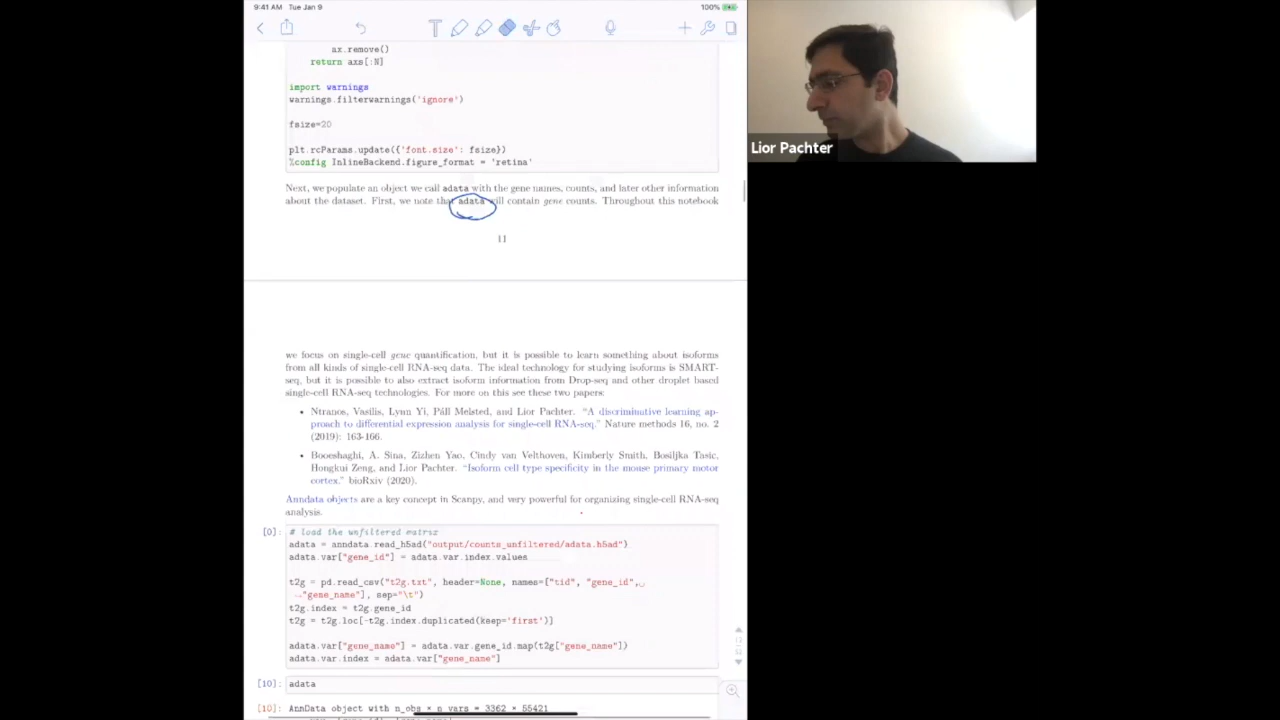 9:41 AM Tue Jan 9
100%
ax.remove()
return axs[:N]
import warnings
warnings.filterwarnings('ignore')
fsize=20
plt.rcParams.update({'font.size': fsize})
%config InlineBackend.figure_format = 'retina'
Next, we populate an object we call adata with the gene names, counts, and later other information
about the dataset. First, we note that adata will contain gene counts. Throughout this notebook
11
we focus on single-cell gene quantification, but it is possible to learn something about isoforms
from all kinds of single-cell RNA-seq data. The ideal technology for studying isoforms is SMART-
seq, but it is possible to also extract isoform information from Drop-seq and other droplet based
single-cell RNA-seq technologies. For more on this see these two papers:
• Ntranos, Vasilis, Lynn Yi, Páll Melsted, and Lior Pachter. “A discriminative learning ap-
proach to differential expression analysis for single-cell RNA-seq.” Nature methods 16, no. 2
(2019): 163-166.
• Booeshaghi, A. Sina, Zizhen Yao, Cindy van Velthoven, Kimberly Smith, Bosiljka Tasic,
Hongkui Zeng, and Lior Pachter. “Isoform cell type specificity in the mouse primary motor
cortex.” bioRxiv (2020).
Anndata objects are a key concept in Scanpy, and very powerful for organizing single-cell RNA-seq
analysis.
[0]: # load the unfiltered matrix
adata = anndata.read_h5ad("output/counts_unfiltered/adata.h5ad")
adata.var["gene_id"] = adata.var.index.values
t2g = pd.read_csv("t2g.txt", header=None, names=["tid", "gene_id",
"gene_name"], sep="\t")
t2g.index = t2g.gene_id
t2g = t2g.loc[~t2g.index.duplicated(keep='first')]
adata.var["gene_name"] = adata.var.gene_id.map(t2g["gene_name"])
adata.var.index = adata.var["gene_name"]
[10]: adata
[10]: AnnData object with n_obs × n_vars = 3362 × 55421
Lior Pachter